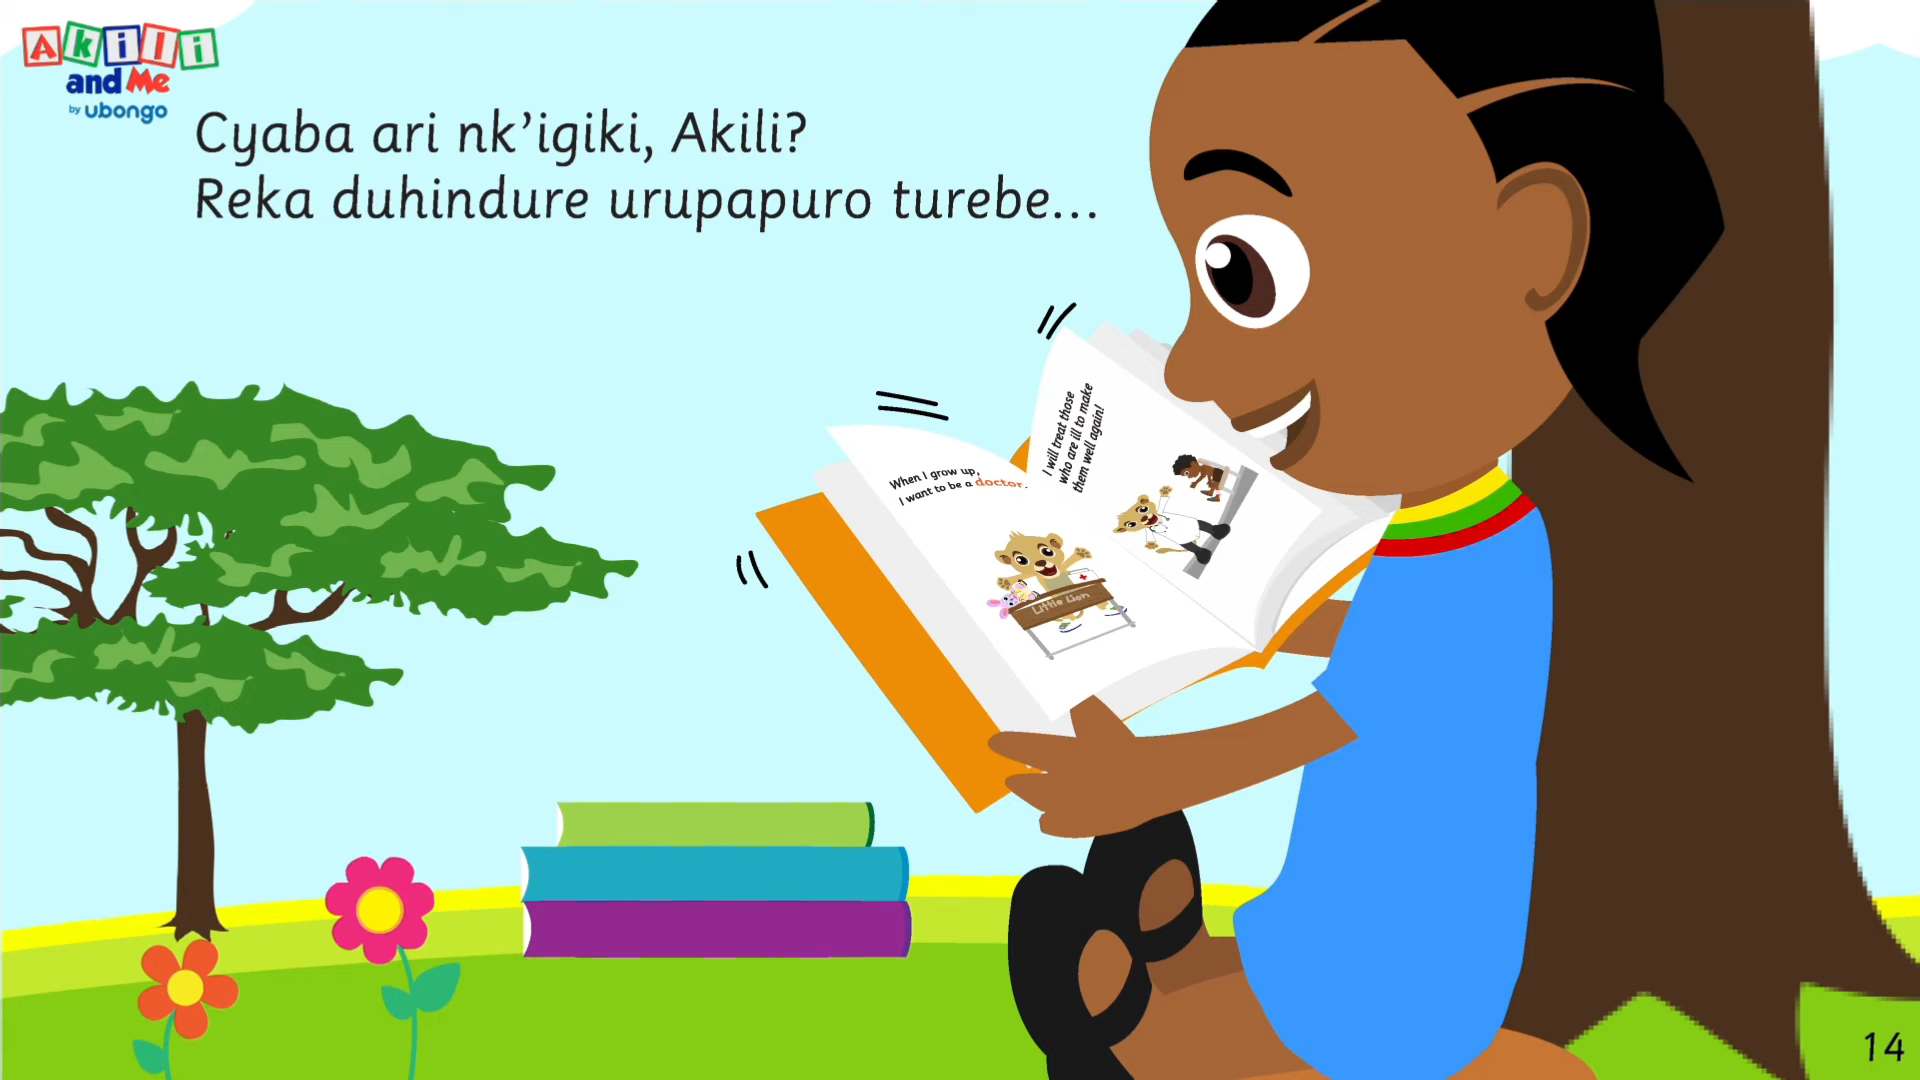 Akili
and Me
by ubongo
Cyaba ari nk’igiki, Akili?
Reka duhindure urupapuro turebe...
When I grow up,
I want to be a doctor.
Little Lion
I will treat those
who are ill to make
them well again!
14